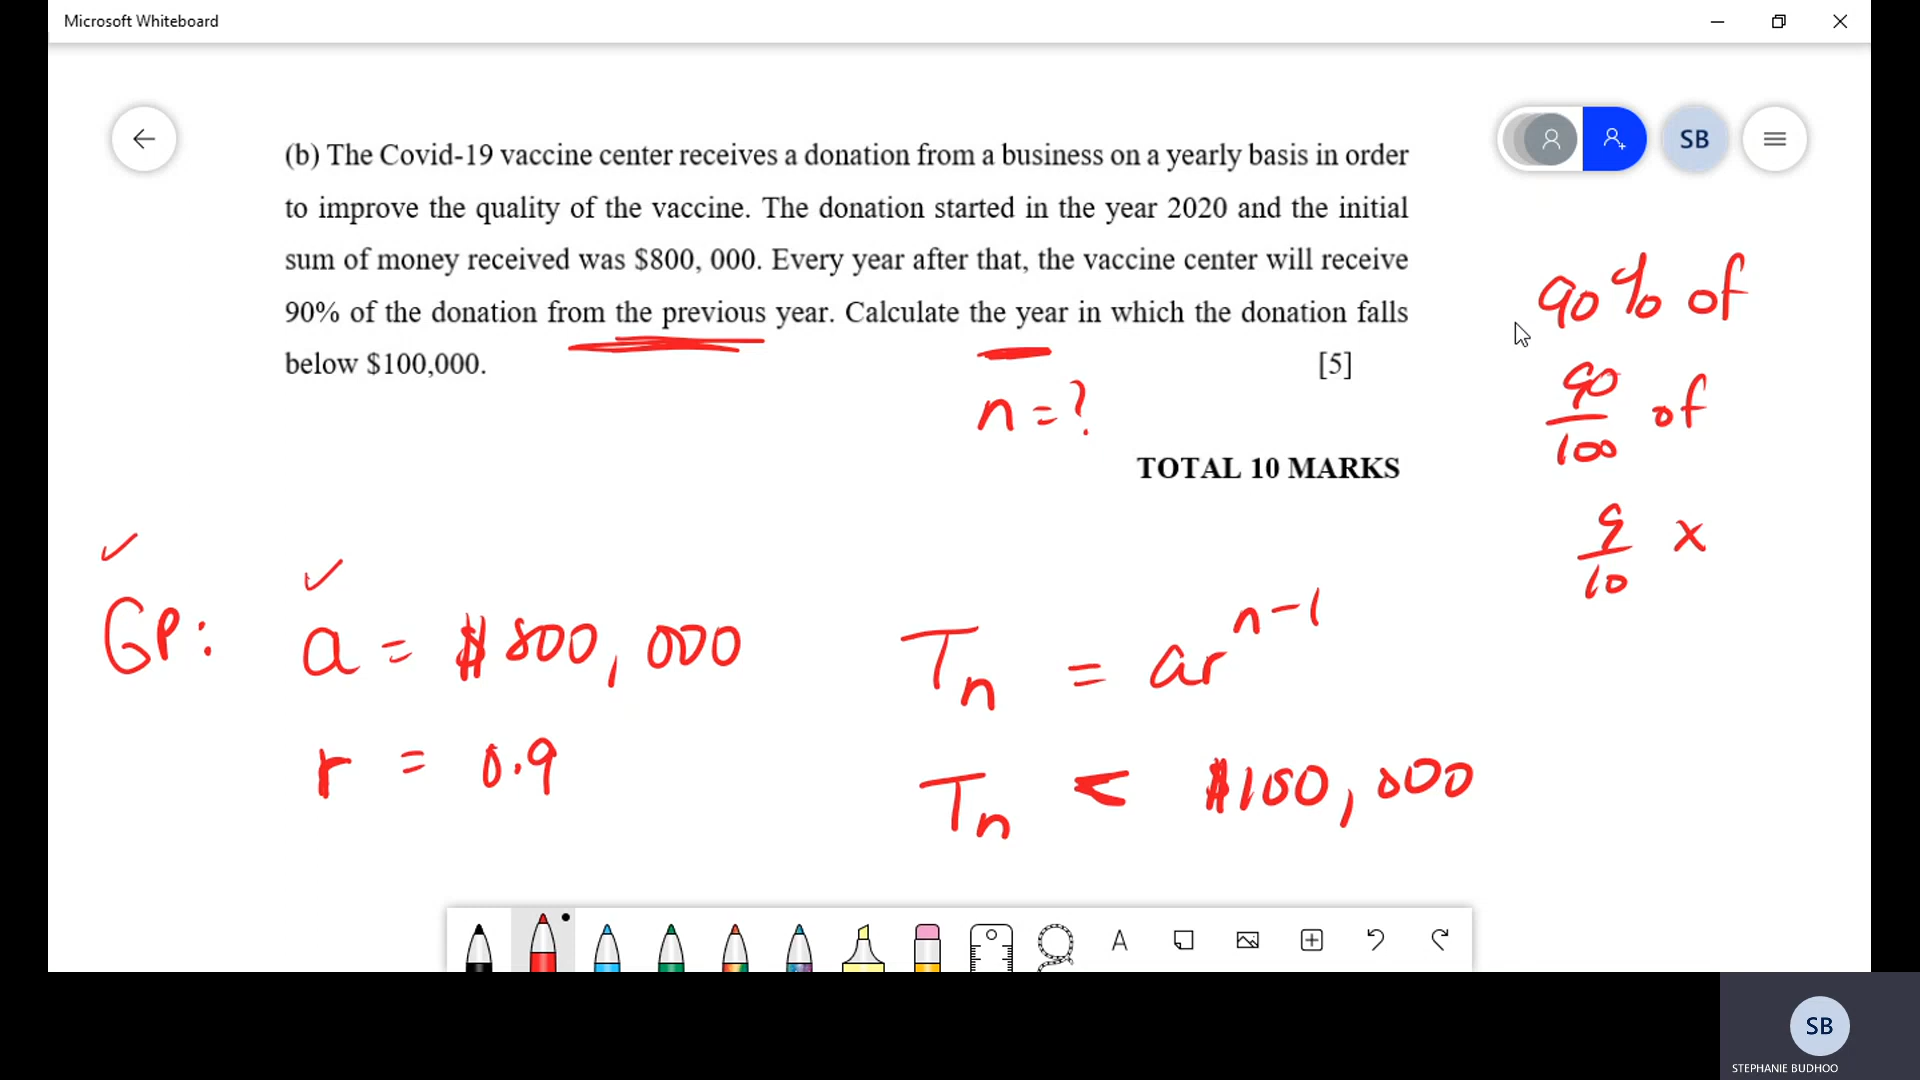 Microsoft Whiteboard
(b) The Covid-19 vaccine center receives a donation from a business on a yearly basis in order
to improve the quality of the vaccine. The donation started in the year 2020 and the initial
sum of money received was $800, 000. Every year after that, the vaccine center will receive
90% of the donation from the previous year. Calculate the year in which the donation falls
below $100,000. [5]
n = ?
TOTAL 10 MARKS
SB
90% of
90/100 of
9/10 x
GP: a = $800,000
r = 0.9
Tn = ar^n-1
Tn < $100,000
A
SB
STEPHANIE BUDHOO